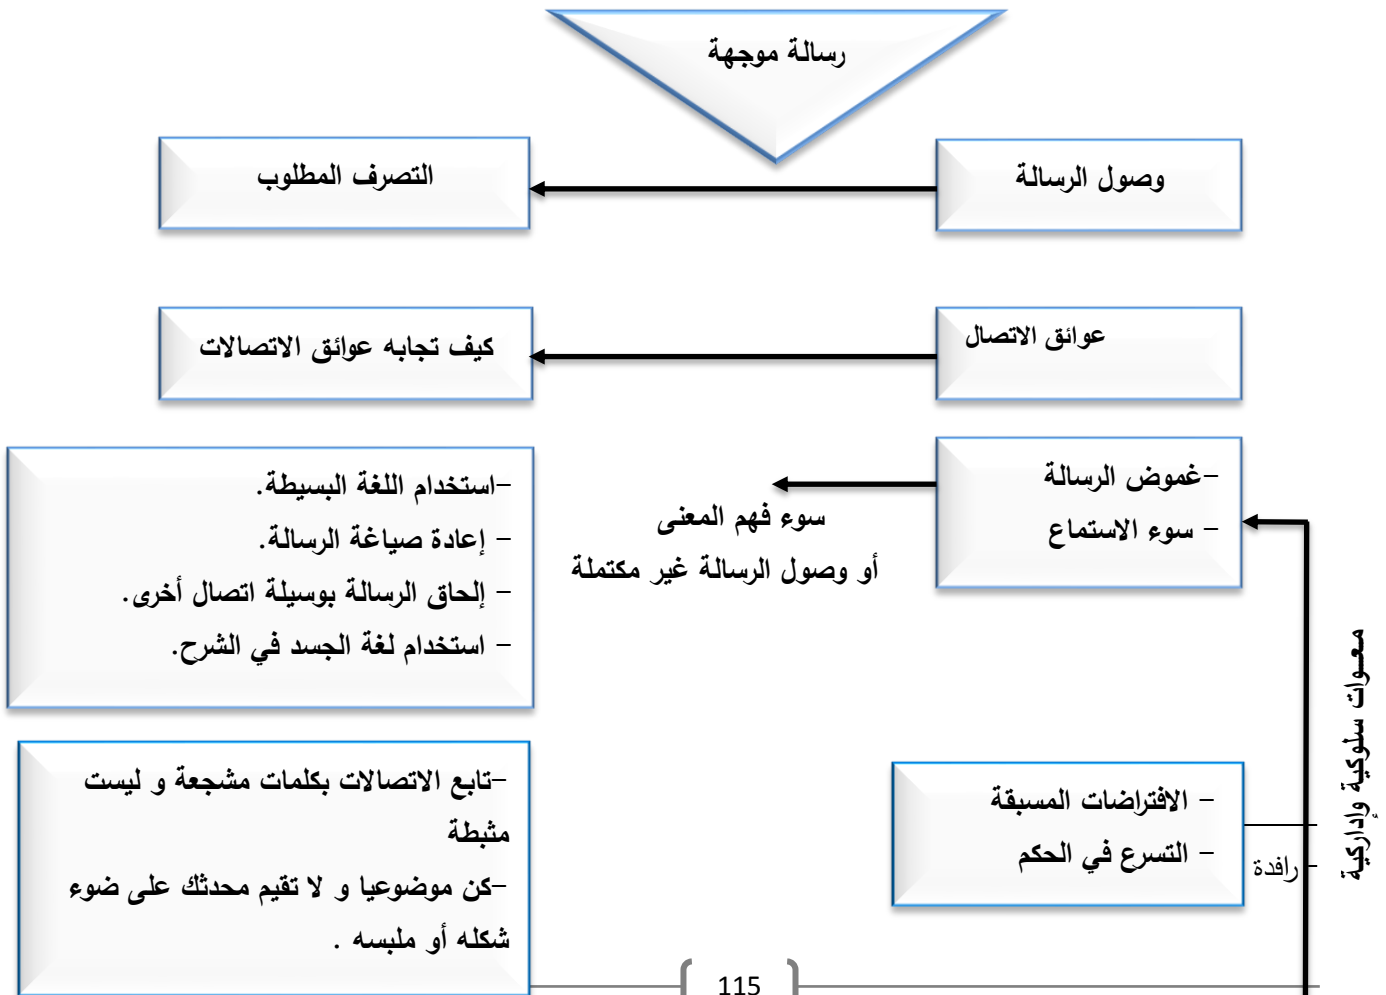 رسالة موجهة
وصول الرسالة
التصرف المطلوب
عوائق الاتصال
كيف تجابه عوائق الاتصالات
-غموض الرسالة
- سوء الاستماع
سوء فهم المعنى
أو وصول الرسالة غير مكتملة
-استخدام اللغة البسيطة.
- إعادة صياغة الرسالة.
- إلحاق الرسالة بوسيلة اتصال أخرى.
- استخدام لغة الجسد في الشرح.
معـوات سلوكية وإداركية
- الافتراضات المسبقة
- التسرع في الحكم
رافدة
-تابع الاتصالات بكلمات مشجعة و ليست
مثبطة
-كن موضوعيا و لا تقيم محدثك على ضوء
شكله أو ملبسه .
115